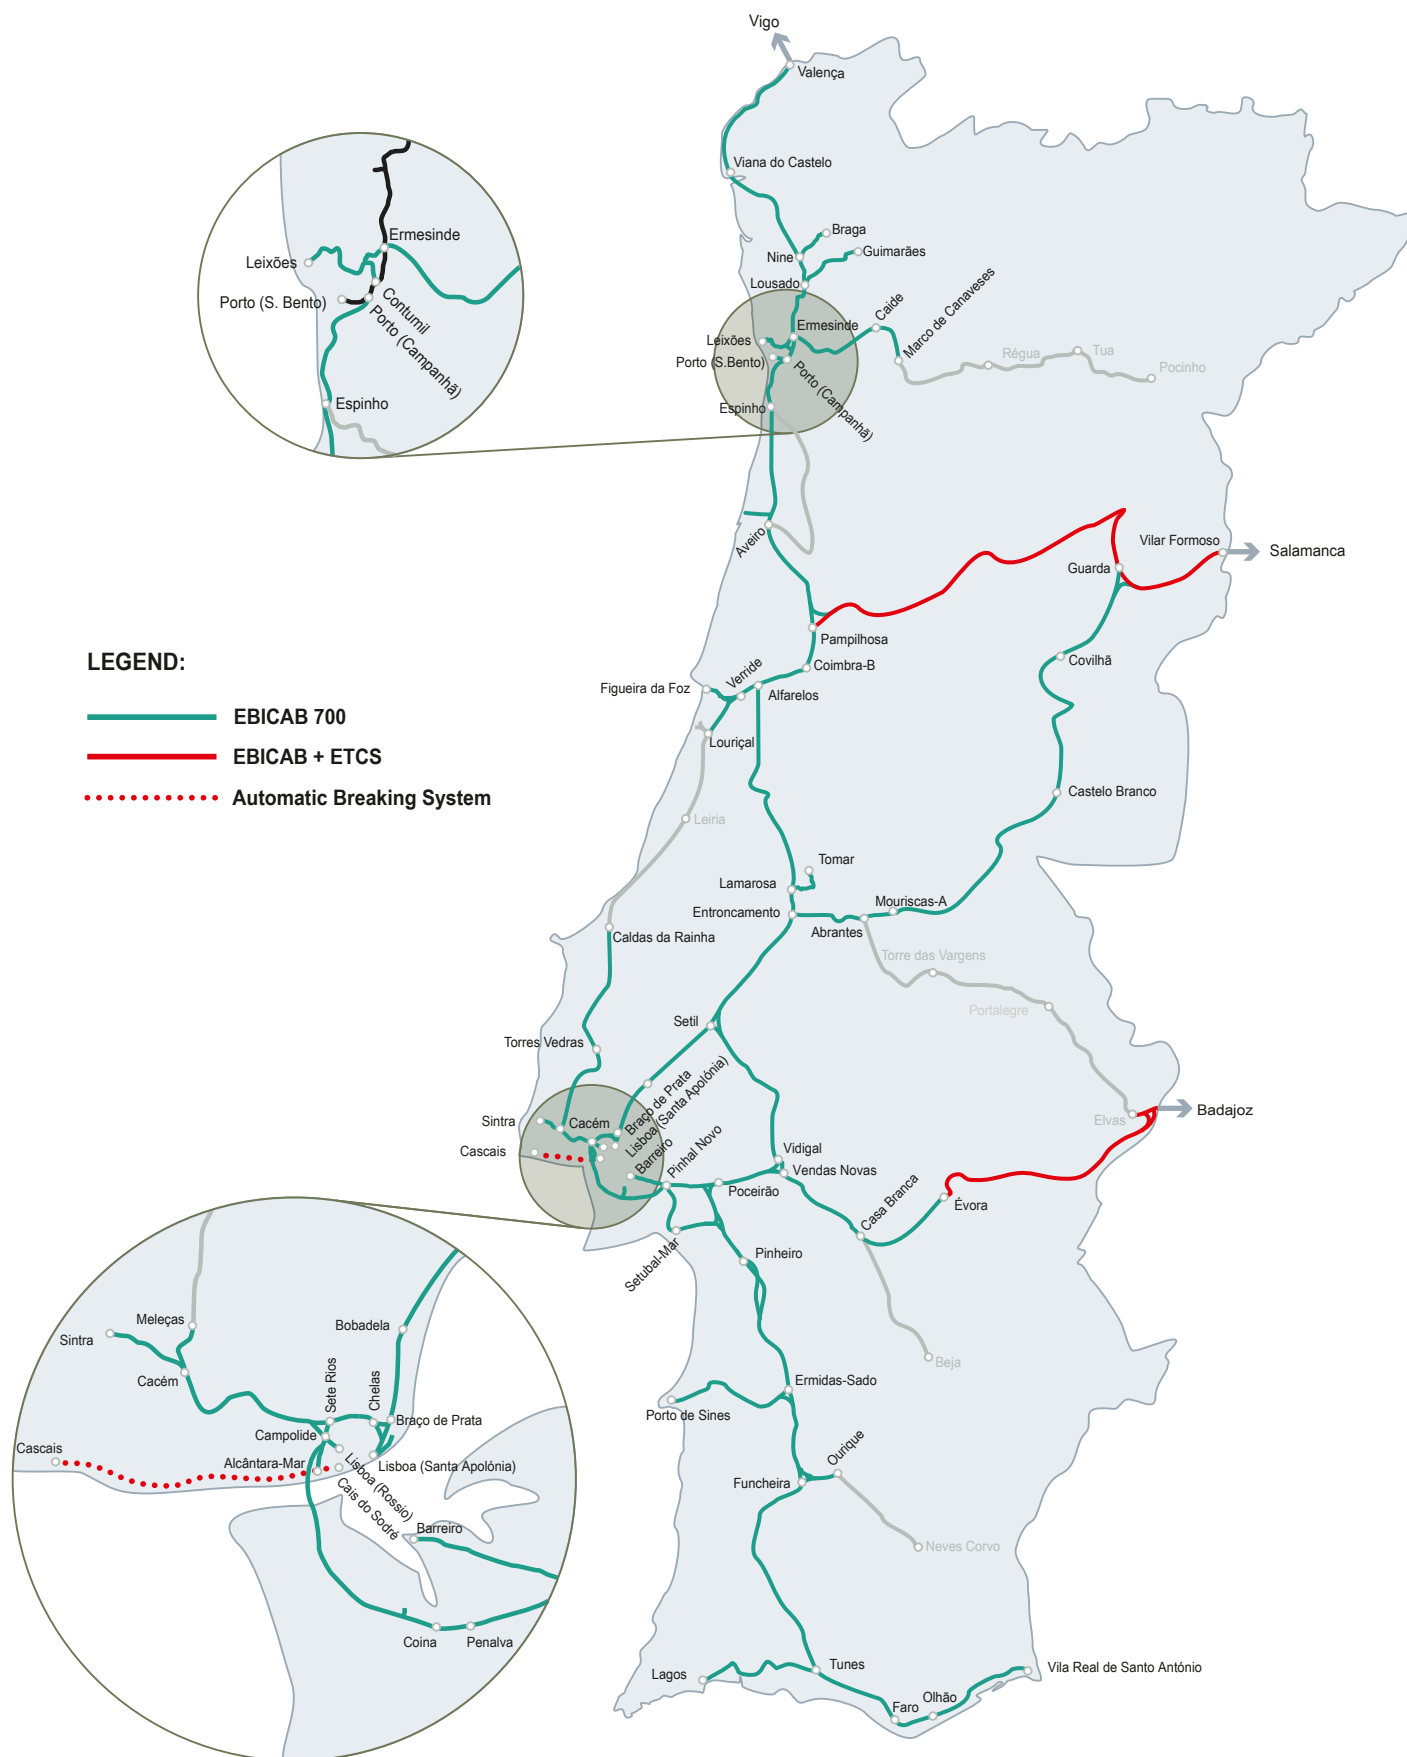 Vigo
Valença
Viana do Castelo
Braga
Nine
Guimarães
Lousado
Ermesinde
Leixões
Contumil
Porto (S. Bento)
Porto (Campanhã)
Espinho
Caide
Marco de Canaveses
Ermesinde
Leixões
Porto (S.Bento)
Porto (Campanhã)
Régua
Tua
Pocinho
Espinho
Aveiro
Vilar Formoso
Salamanca
Guarda
Pampilhosa
Coimbra-B
Covilhã
Verride
Figueira da Foz
Alfarelos
Louriçal
LEGEND:
EBICAB 700
EBICAB + ETCS
Automatic Breaking System
Castelo Branco
Leiria
Tomar
Lamarosa
Mouriscas-A
Entroncamento
Abrantes
Caldas da Rainha
Torre das Vargens
Portalegre
Setil
Torres Vedras
Elvas
Badajoz
Sintra
Cacém
Braço de Prata
Lisboa (Santa Apolónia)
Cascais
Barreiro
Pinhal Novo
Vidigal
Vendas Novas
Poceirão
Casa Branca
Évora
Setubal-Mar
Pinheiro
Beja
Ermidas-Sado
Porto de Sines
Ourique
Funcheira
Neves Corvo
Meleças
Sintra
Bobadela
Cacém
Sete Rios
Chelas
Braço de Prata
Campolide
Cascais
Alcântara-Mar
Lisboa (Santa Apolónia)
Lisboa (Rossio)
Cais do Sodré
Barreiro
Coina
Penalva
Lagos
Tunes
Vila Real de Santo António
Faro
Olhão